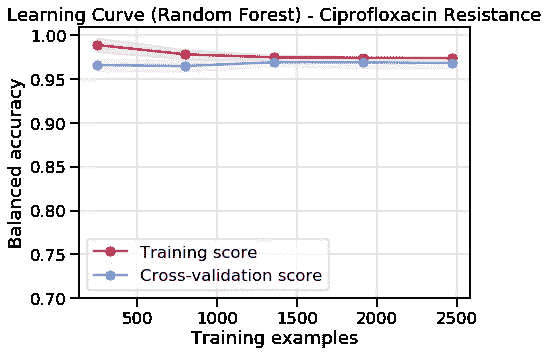 Learning Curve (Random Forest) - Ciprofloxacin Resistance
1.00
0.95
0.90
0.85
0.80
0.75
0.70
Balanced accuracy
Training score
Cross-validation score
500
1000
1500
2000
2500
Training examples